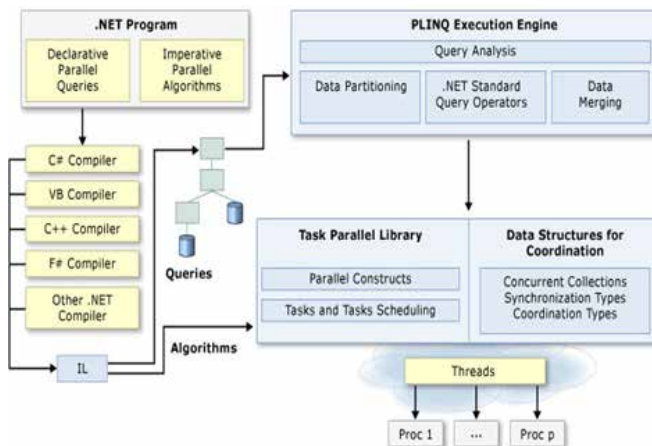 .NET Program
Declarative
Parallel
Queries
Imperative
Parallel
Algorithms
C# Compiler
VB Compiler
C++ Compiler
F# Compiler
Other .NET
Compiler
IL
Queries
Algorithms
PLINQ Execution Engine
Query Analysis
Data Partitioning
.NET Standard
Query Operators
Data
Merging
Task Parallel Library
Parallel Constructs
Tasks and Tasks Scheduling
Data Structures for
Coordination
Concurrent Collections
Synchronization Types
Coordination Types
Threads
Proc 1
...
Proc p